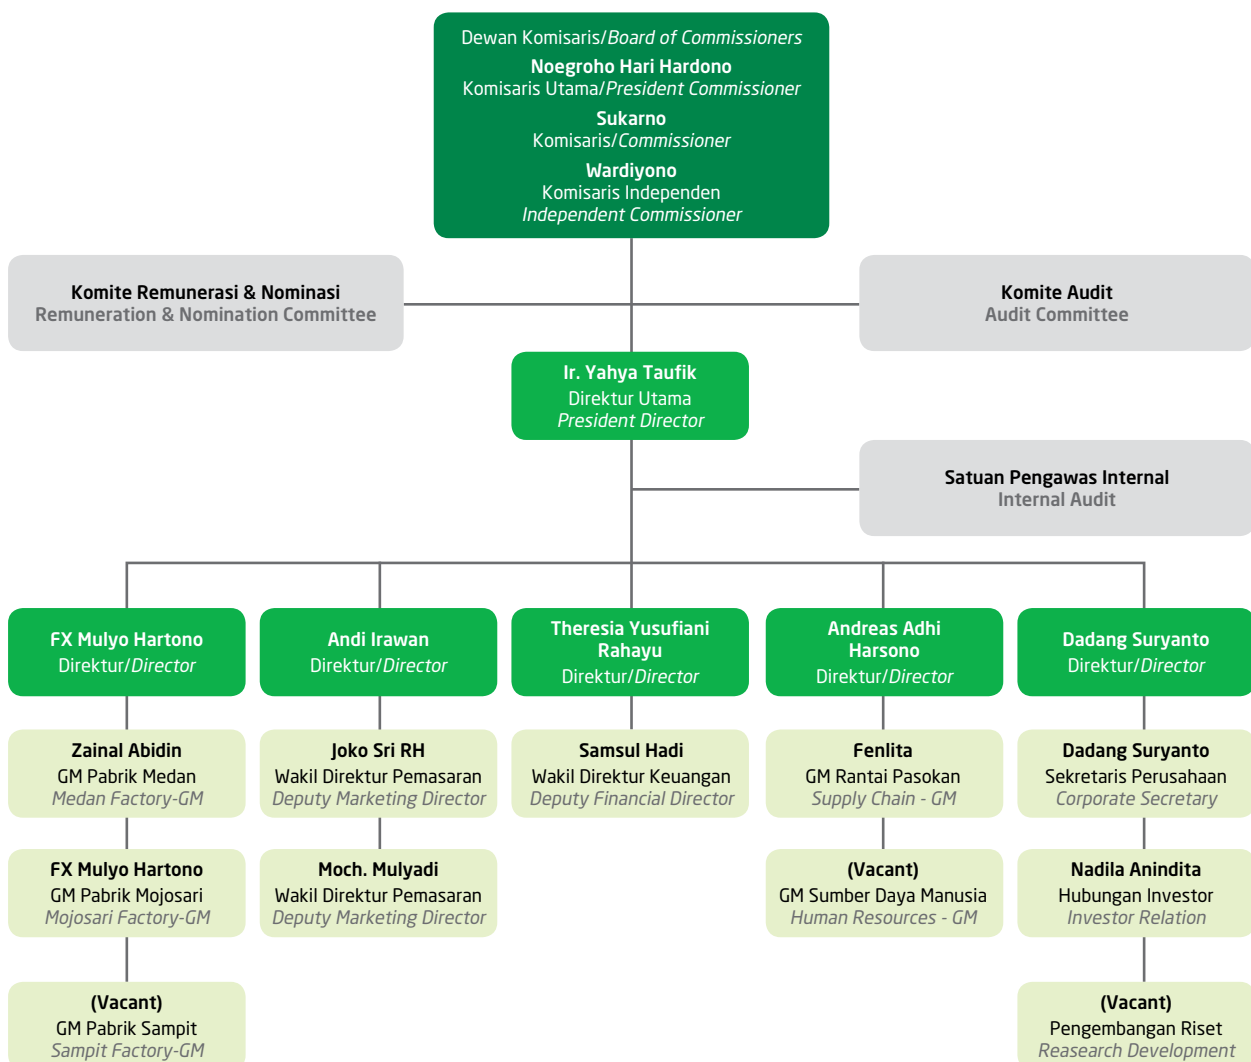 Dewan Komisaris/Board of Commissioners
Noegroho Hari Hardono
Komisaris Utama/President Commissioner
Sukarno
Komisaris/Commissioner
Wardiyono
Komisaris Independen
Independent Commissioner
Komite Remunerasi & Nominasi
Remuneration & Nomination Committee
Komite Audit
Audit Committee
Ir. Yahya Taufik
Direktur Utama
President Director
Satuan Pengawas Internal
Internal Audit
FX Mulyo Hartono
Direktur/Director
Andi Irawan
Direktur/Director
Theresia Yusufiani
Rahayu
Direktur/Director
Andreas Adhi
Harsono
Direktur/Director
Dadang Suryanto
Direktur/Director
Zainal Abidin
GM Pabrik Medan
Medan Factory-GM
Joko Sri RH
Wakil Direktur Pemasaran
Deputy Marketing Director
Samsul Hadi
Wakil Direktur Keuangan
Deputy Financial Director
Fenlita
GM Rantai Pasokan
Supply Chain - GM
Dadang Suryanto
Sekretaris Perusahaan
Corporate Secretary
FX Mulyo Hartono
GM Pabrik Mojosari
Mojosari Factory-GM
Moch. Mulyadi
Wakil Direktur Pemasaran
Deputy Marketing Director
(Vacant)
GM Sumber Daya Manusia
Human Resources - GM
Nadila Anindita
Hubungan Investor
Investor Relation
(Vacant)
GM Pabrik Sampit
Sampit Factory-GM
(Vacant)
Pengembangan Riset
Reasearch Development